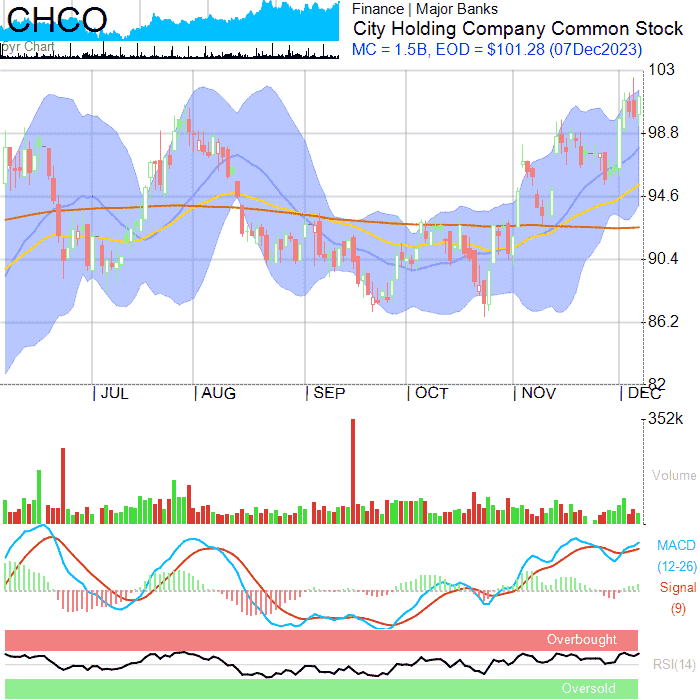 CHCO
5yr Chart
Finance | Major Banks
City Holding Company Common Stock
MC = 1.5B, EOD = $101.28 (07Dec2023)
103
98.8
94.6
90.4
86.2
82
JUL AUG SEP OCT NOV DEC
352k
Volume
MACD
(12-26)
Signal
(9)
Overbought
RSI(14)
Oversold